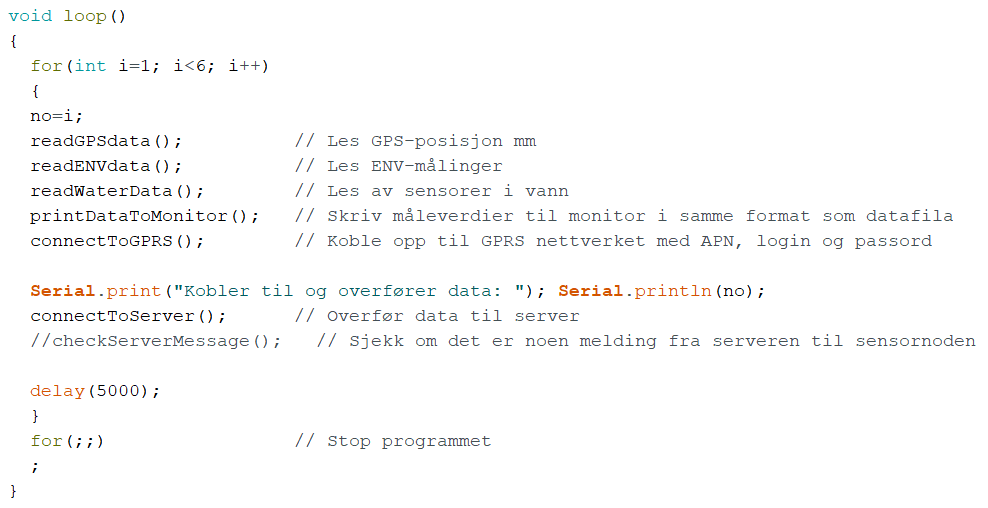 void loop()
{
  for(int i=1; i<6; i++)
  {
  no=i;
  readGPSdata();          // Les GPS-posisjon mm
  readENVdata();          // Les ENV-målinger
  readWaterData();        // Les av sensorer i vann
  printDataToMonitor();   // Skriv måleverdier til monitor i samme format som datafila
  connectToGPRS();        // Koble opp til GPRS nettverket med APN, login og passord
  Serial.print("Kobler til og overfører data: "); Serial.println(no);
  connectToServer();      // Overfør data til server
  //checkServerMessage();   // Sjekk om det er noen melding fra serveren til sensornoden
  delay(5000);
  }
  for(;;)                 // Stop programmet
  ;
}